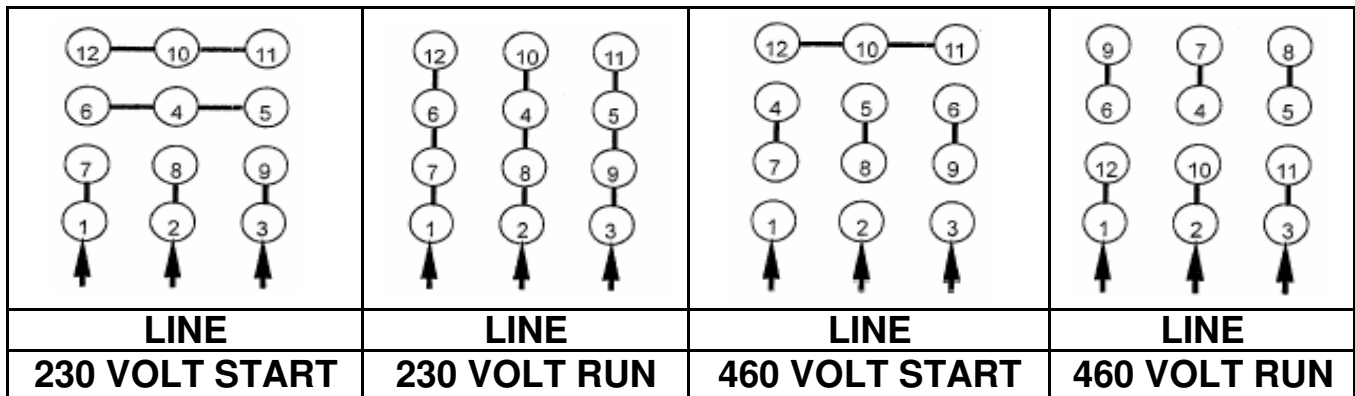 12 10 11 12 10 11 12 10 11 9 7 8
6 4 5 6 4 5 4 5 6 6 4 5
7 8 9 7 8 9 7 8 9 12 10 11
1 2 3 1 2 3 1 2 3 1 2 3
LINE LINE LINE LINE
230 VOLT START 230 VOLT RUN 460 VOLT START 460 VOLT RUN